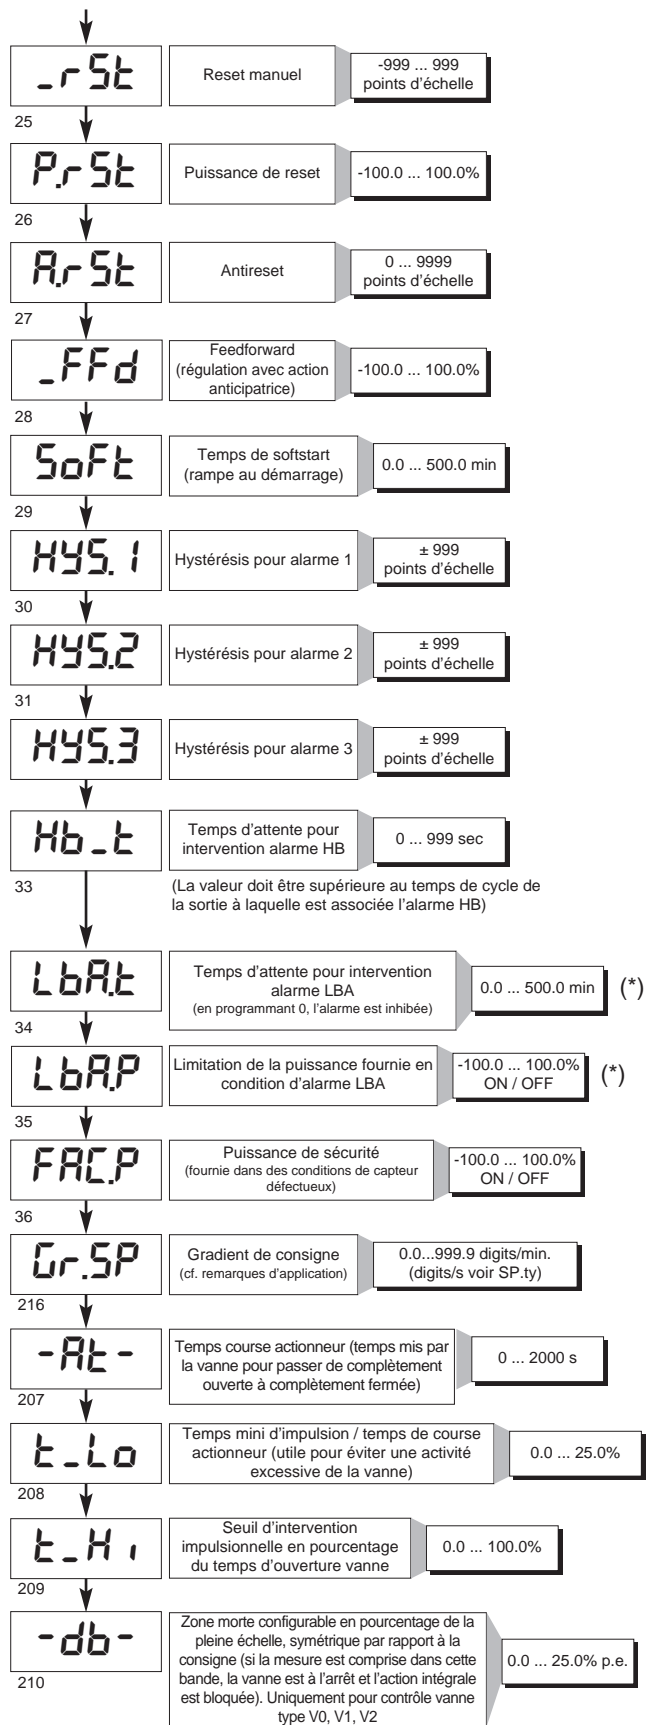 _rSt
Reset manuel
-999 ... 999
points d'échelle
25
P.rSt
Puissance de reset
-100.0 ... 100.0%
26
A.rSt
Antireset
0 ... 9999
points d'échelle
27
_FFd
Feedforward
(régulation avec action
anticipatrice)
-100.0 ... 100.0%
28
SoFt
Temps de softstart
(rampe au démarrage)
0.0 ... 500.0 min
29
HYS.1
Hystérésis pour alarme 1
± 999
points d'échelle
30
HYS.2
Hystérésis pour alarme 2
± 999
points d'échelle
31
HYS.3
Hystérésis pour alarme 3
± 999
points d'échelle
Hb_t
Temps d'attente pour
intervention alarme HB
0 ... 999 sec
33
(La valeur doit être supérieure au temps de cycle de
la sortie à laquelle est associée l'alarme HB)
LbA.t
Temps d'attente pour intervention
alarme LBA
(en programmant 0, l'alarme est inhibée)
0.0 ... 500.0 min
(*)
34
LbA.P
Limitation de la puissance fournie en
condition d'alarme LBA
-100.0 ... 100.0%
ON / OFF
(*)
35
FAC.P
Puissance de sécurité
(fournie dans des conditions de capteur
défectueux)
-100.0 ... 100.0%
ON / OFF
36
Gr.SP
Gradient de consigne
(cf. remarques d'application)
0.0...999.9 digits/min.
(digits/s voir SP.ty)
216
-At-
Temps course actionneur (temps mis par
la vanne pour passer de complètement
ouverte à complètement fermée)
0 ... 2000 s
207
t_Lo
Temps mini d'impulsion / temps de course
actionneur (utile pour éviter une activité
excessive de la vanne)
0.0 ... 25.0%
208
t_Hi
Seuil d'intervention
impulsionnelle en pourcentage
du temps d'ouverture vanne
0.0 ... 100.0%
209
-db-
Zone morte configurable en pourcentage de la
pleine échelle, symétrique par rapport à la
consigne (si la mesure est comprise dans cette
bande, la vanne est à l'arrêt et l'action intégrale
est bloquée). Uniquement pour contrôle vanne
type V0, V1, V2
0.0 ... 25.0% p.e.
210